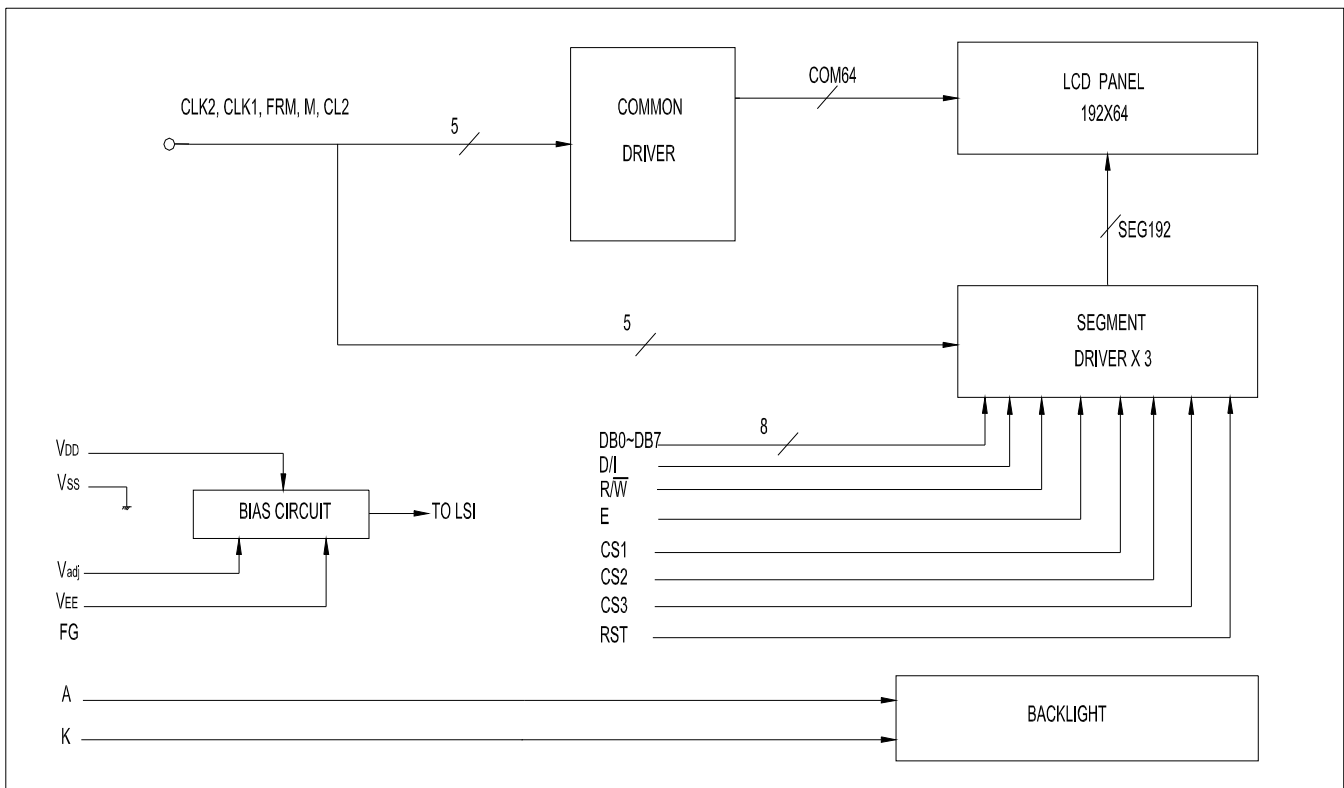 CLK2, CLK1, FRM, M, CL2
5
COMMON
DRIVER
COM64
LCD PANEL
192X64
SEG192
5
SEGMENT
DRIVER X 3
VDD
VSS
BIAS CIRCUIT
TO LSI
Vadj
VEE
FG
DB0~DB7
8
D/I
R/W̅
E
CS1
CS2
CS3
RST
A
K
BACKLIGHT